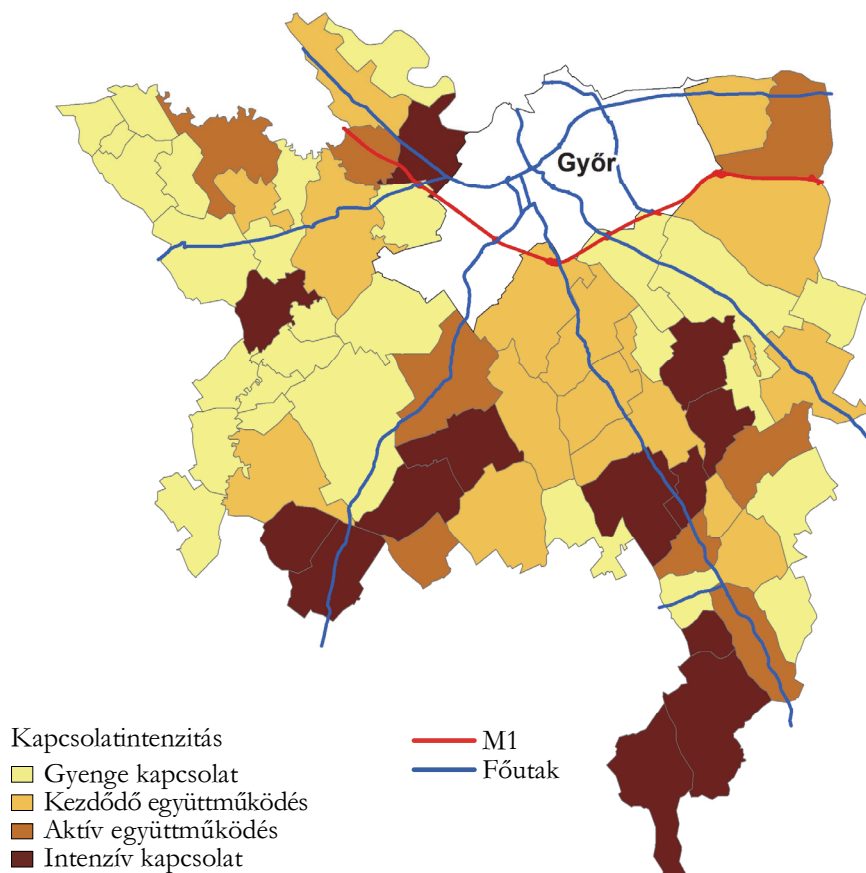 Győr
Kapcsolatintenzitás
Gyenge kapcsolat
Kezdődő együttműködés
Aktív együttműködés
Intenzív kapcsolat
M1
Főutak